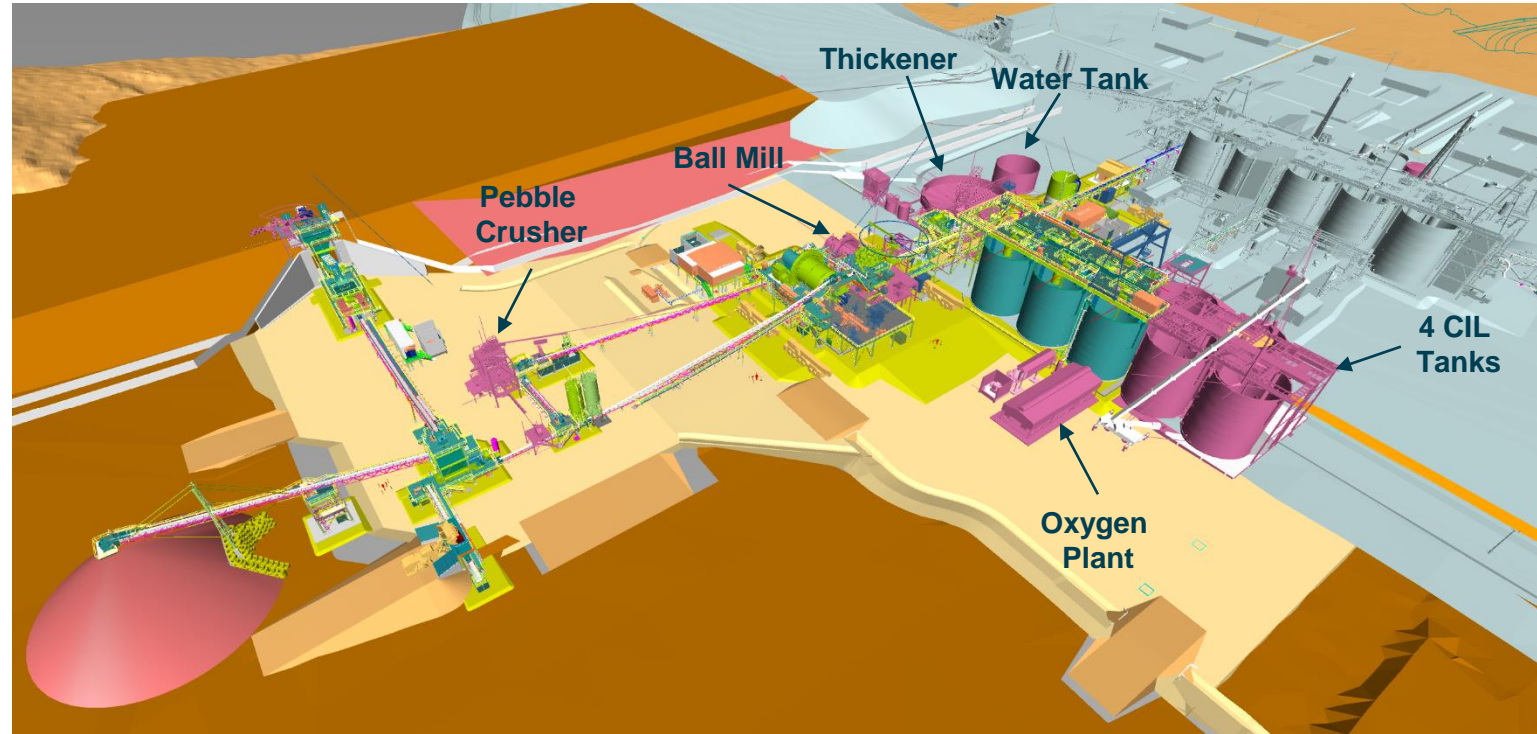 Thickener
Water Tank
Ball Mill
Pebble
Crusher
4 CIL
Tanks
Oxygen
Plant